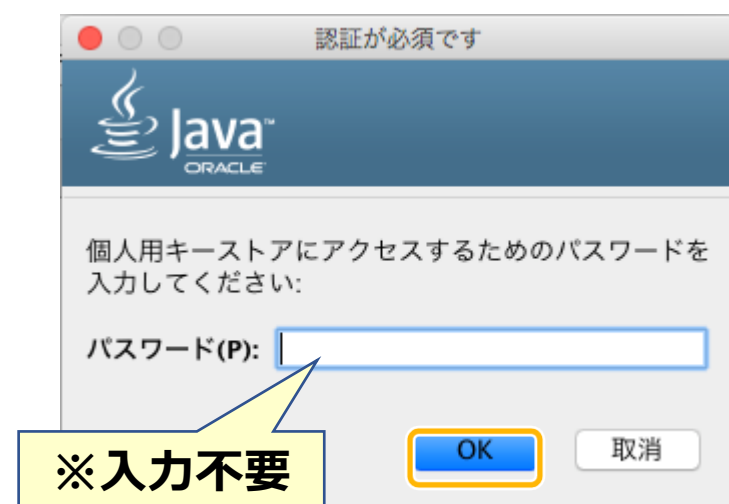 認証が必須です
Java™
ORACLE
個人用キーストアにアクセスするためのパスワードを
入力してください:
パスワード(P):
※入力不要
OK
取消